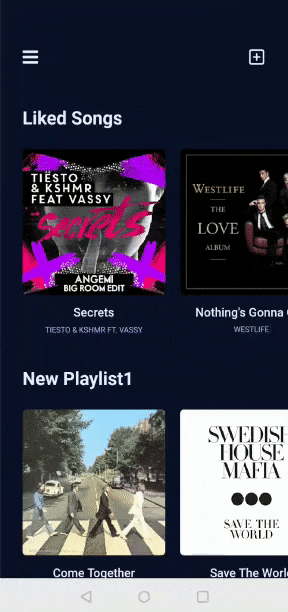 Liked Songs
TIËSTO
& KSHMR
FEAT VASSY
secrets
ANGEMI
BIG ROOM EDIT
WESTLIFE
THE
LOVE
ALBUM
Secrets
Nothing's Gonna
TIESTO & KSHMR FT. VASSY
WESTLIFE
New Playlist1
SWEDISH
HOUSE
MAFIA
SAVE THE
WORLD
Come Together
Save The Worl